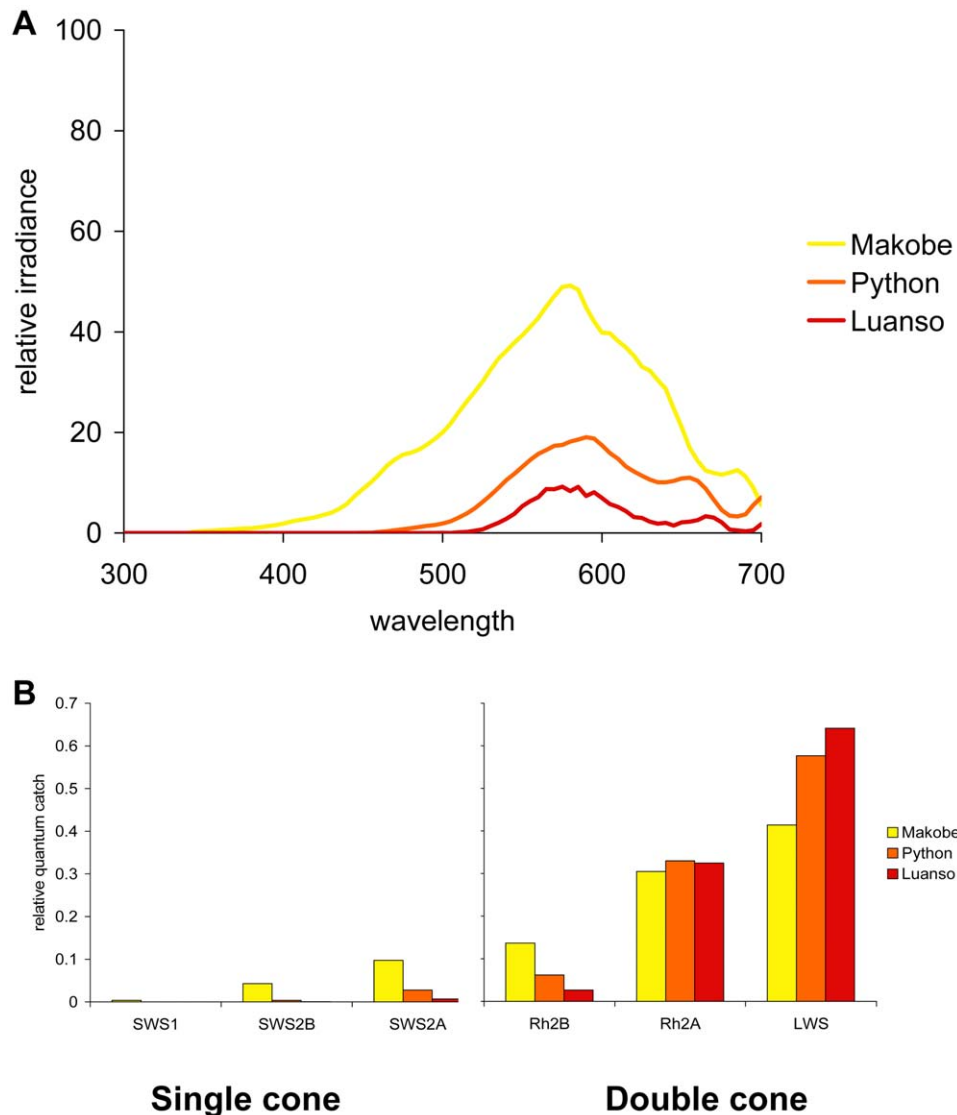 A
100
80
60
40
20
0
relative irradiance
300 400 500 600 700
wavelength
Makobe
Python
Luanso
B
0.7
0.6
0.5
0.4
0.3
0.2
0.1
0
relative quantum catch
SWS1 SWS2B SWS2A
Rh2B Rh2A LWS
Makobe
Python
Luanso
Single cone
Double cone